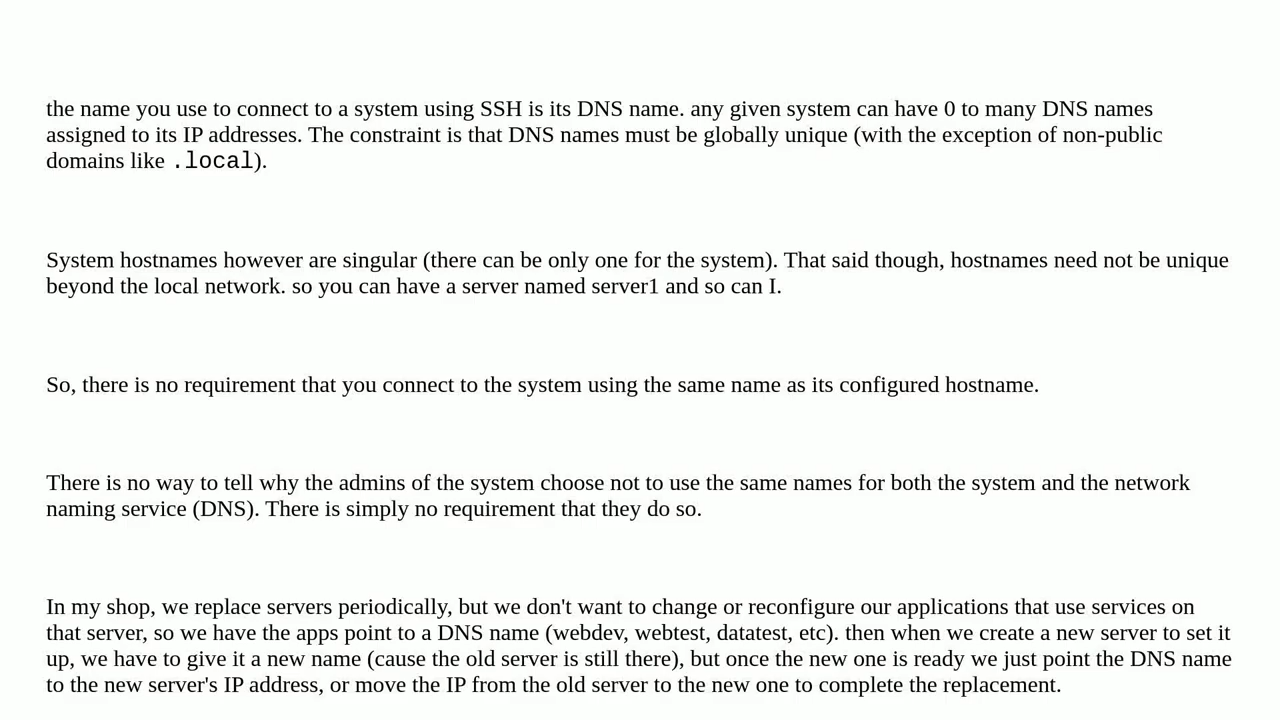 the name you use to connect to a system using SSH is its DNS name. any given system can have 0 to many DNS names
assigned to its IP addresses. The constraint is that DNS names must be globally unique (with the exception of non-public
domains like .local).
System hostnames however are singular (there can be only one for the system). That said though, hostnames need not be unique
beyond the local network. so you can have a server named server1 and so can I.
So, there is no requirement that you connect to the system using the same name as its configured hostname.
There is no way to tell why the admins of the system choose not to use the same names for both the system and the network
naming service (DNS). There is simply no requirement that they do so.
In my shop, we replace servers periodically, but we don't want to change or reconfigure our applications that use services on
that server, so we have the apps point to a DNS name (webdev, webtest, datatest, etc). then when we create a new server to set it
up, we have to give it a new name (cause the old server is still there), but once the new one is ready we just point the DNS name
to the new server's IP address, or move the IP from the old server to the new one to complete the replacement.